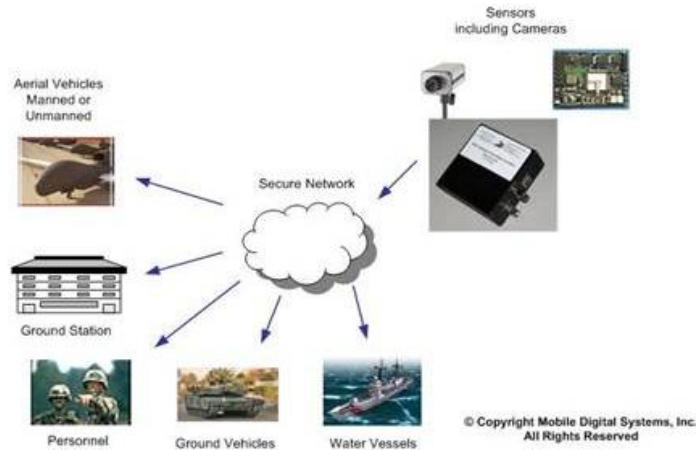 Sensors
including Cameras
Aerial Vehicles
Manned or
Unmanned
Secure Network
Ground Station
Personnel
Ground Vehicles
Water Vessels
© Copyright Mobile Digital Systems, Inc.
All Rights Reserved